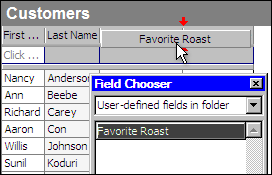 Customers
First ... Last Name Favorite Roast
Click ...
Nancy Anderso
Ann Beebe
Richard Carey
Aaron Con
Willis Johnson
Sunil Koduri
Field Chooser
User-defined fields in folder
Favorite Roast